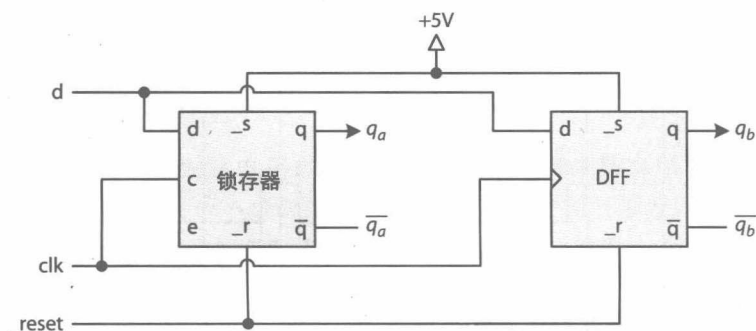 +5V
d
d _s q
q_a
d _s q
q_b
c 锁存器
DFF
e _r q̅
q̅_a̅
_r q̅
q̅_b̅
clk
reset